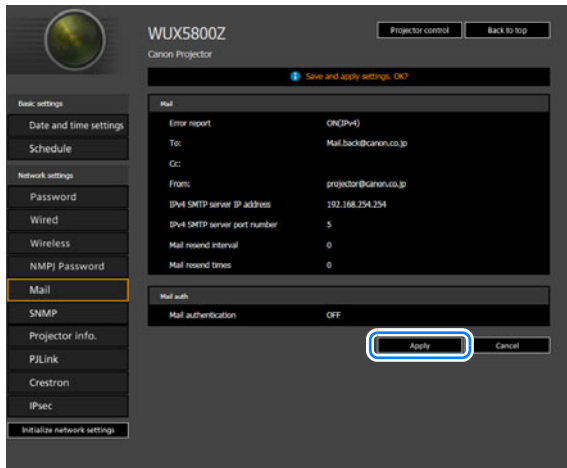 WUX5800Z
Canon Projector
Projector control
Back to top
Save and apply settings. OK?
Basic settings
Date and time settings
Schedule
Network settings
Password
Wired
Wireless
NMPJ Password
Mail
SNMP
Projector info.
PJLink
Crestron
IPsec
Initialize network settings
Mail
Error report ON(IPv4)
To: Mail.back@canon.co.jp
Cc:
From: projector@canon.co.jp
IPv4 SMTP server IP address 192.168.254.254
IPv4 SMTP server port number 5
Mail resend interval 0
Mail resend times 0
Mail auth
Mail authentication OFF
Apply
Cancel